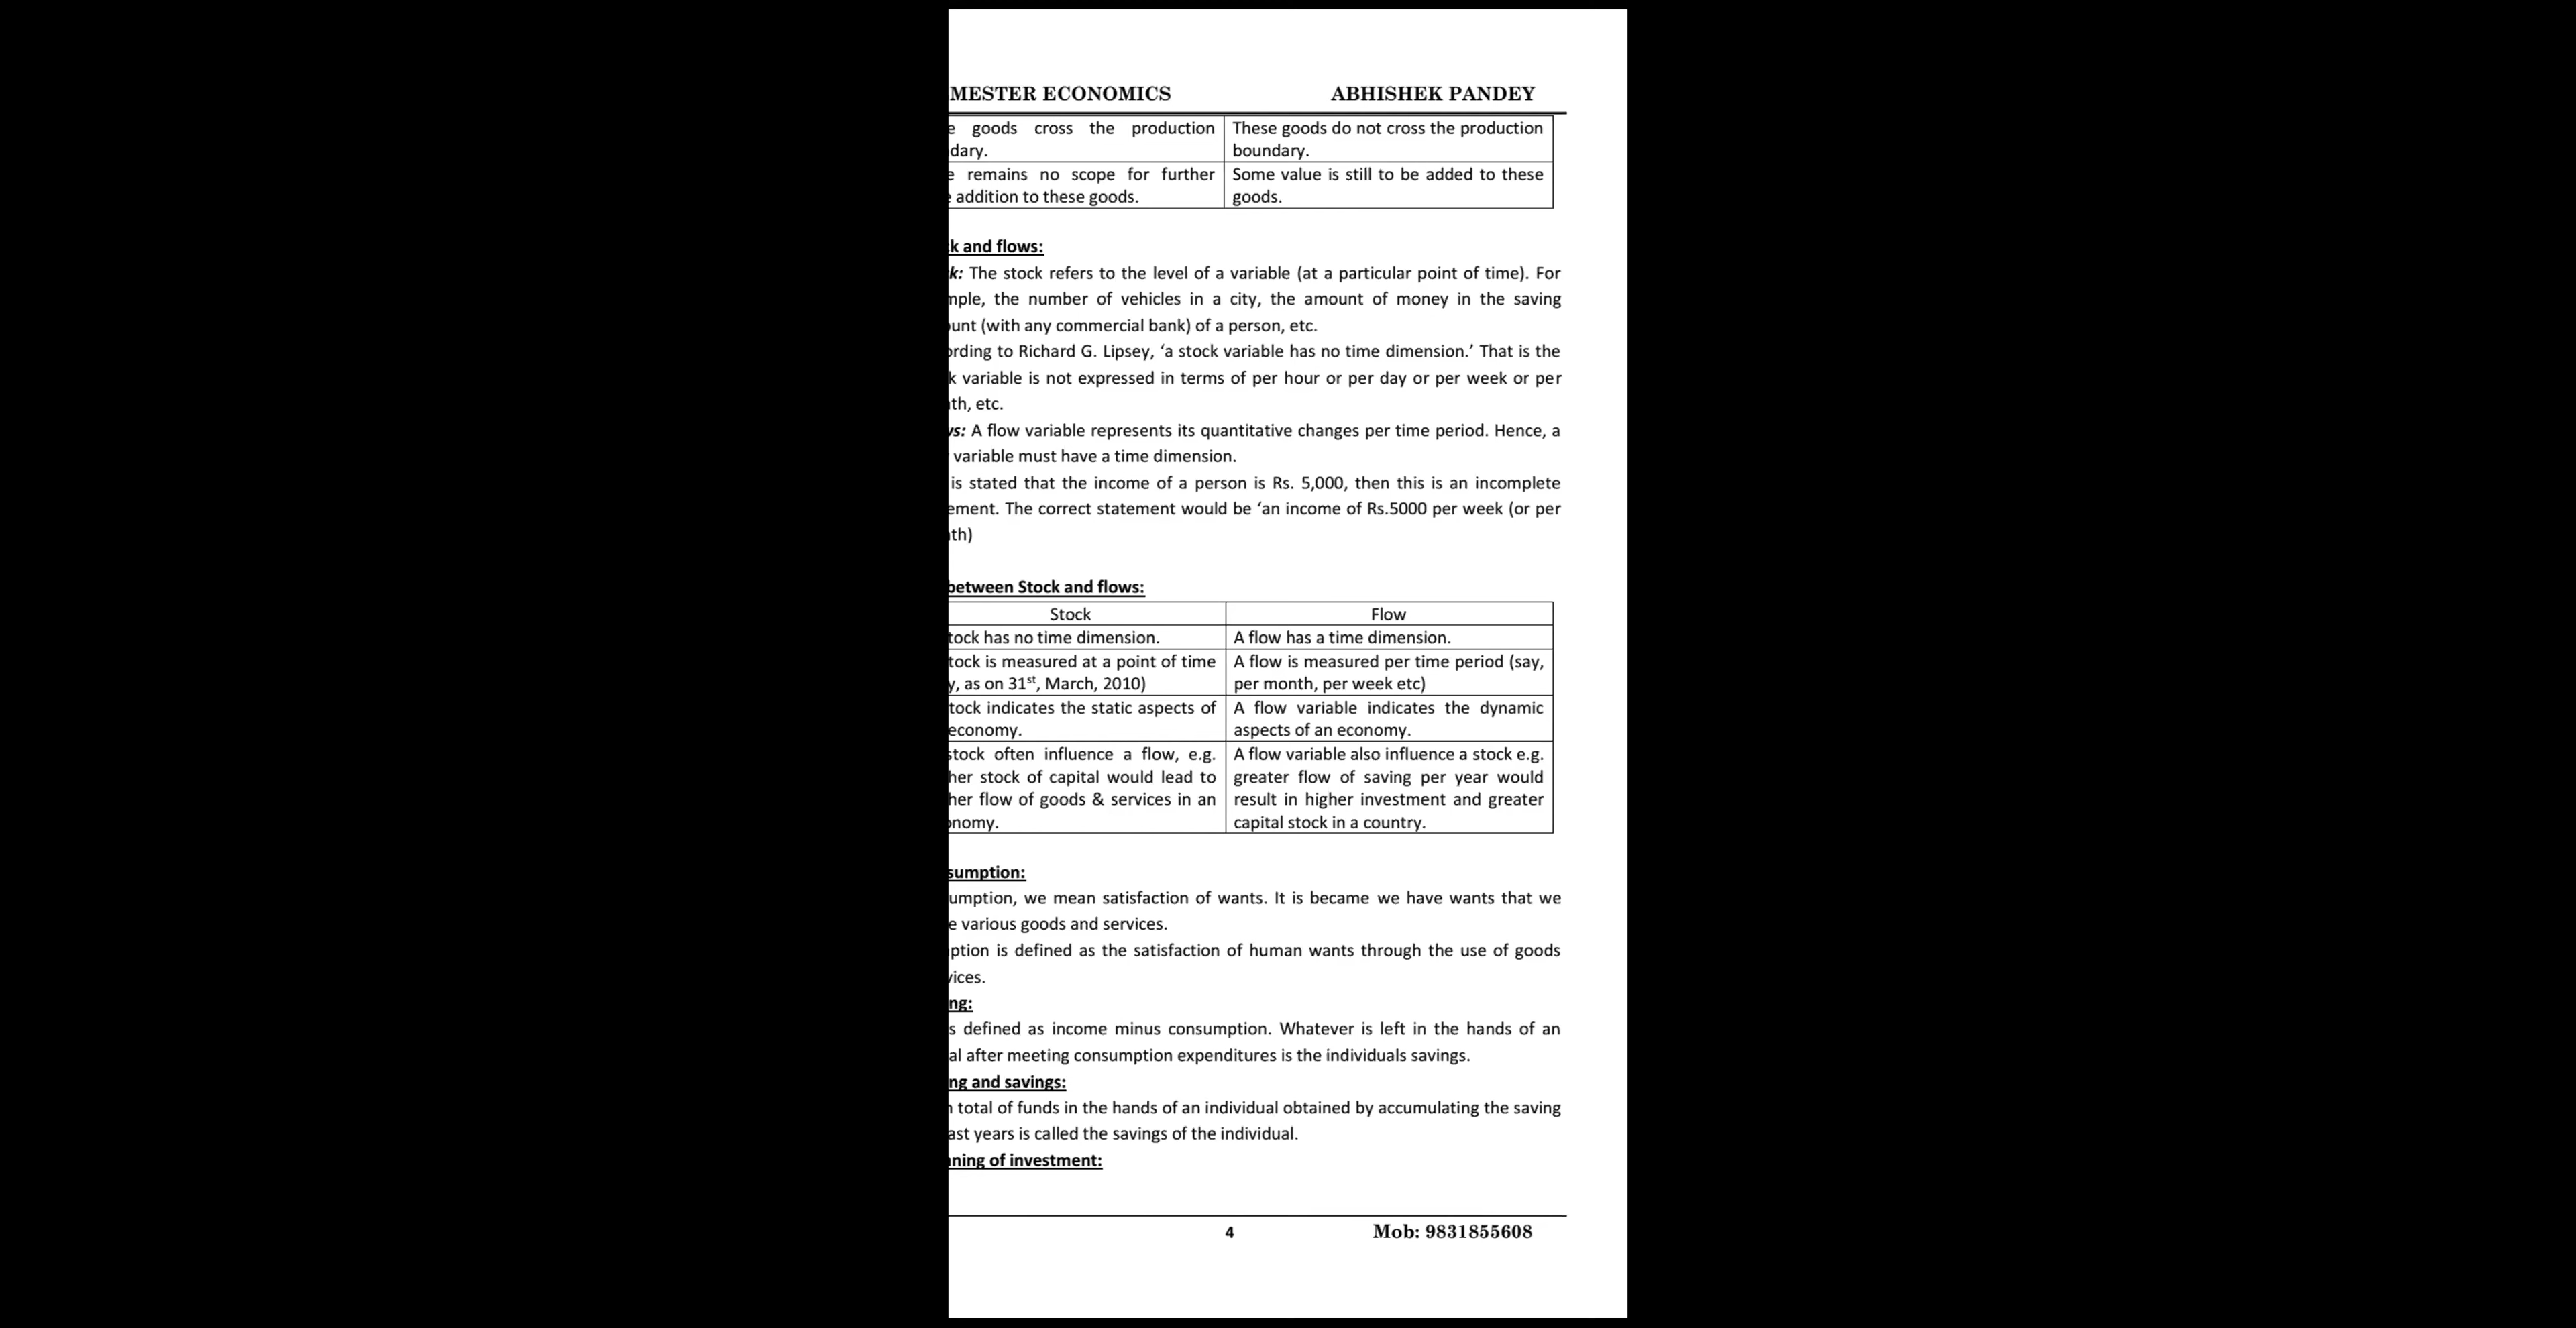 MESTER ECONOMICS ABHISHEK PANDEY
goods cross the production
dary.
remains no scope for further
addition to these goods.
These goods do not cross the production
boundary.
Some value is still to be added to these
goods.
k and flows:
k: The stock refers to the level of a variable (at a particular point of time). For
mple, the number of vehicles in a city, the amount of money in the saving
unt (with any commercial bank) of a person, etc.
ording to Richard G. Lipsey, ‘a stock variable has no time dimension.’ That is the
k variable is not expressed in terms of per hour or per day or per week or per
th, etc.
s: A flow variable represents its quantitative changes per time period. Hence, a
variable must have a time dimension.
is stated that the income of a person is Rs. 5,000, then this is an incomplete
ement. The correct statement would be ‘an income of Rs.5000 per week (or per
th)
between Stock and flows:
Stock Flow
tock has no time dimension. A flow has a time dimension.
tock is measured at a point of time
y, as on 31st, March, 2010)
A flow is measured per time period (say,
per month, per week etc)
tock indicates the static aspects of
economy.
A flow variable indicates the dynamic
aspects of an economy.
stock often influence a flow, e.g.
her stock of capital would lead to
her flow of goods & services in an
onomy.
A flow variable also influence a stock e.g.
greater flow of saving per year would
result in higher investment and greater
capital stock in a country.
sumption:
umption, we mean satisfaction of wants. It is became we have wants that we
e various goods and services.
ption is defined as the satisfaction of human wants through the use of goods
vices.
ng:
s defined as income minus consumption. Whatever is left in the hands of an
al after meeting consumption expenditures is the individuals savings.
ng and savings:
total of funds in the hands of an individual obtained by accumulating the saving
ast years is called the savings of the individual.
ning of investment:
4 Mob: 9831855608